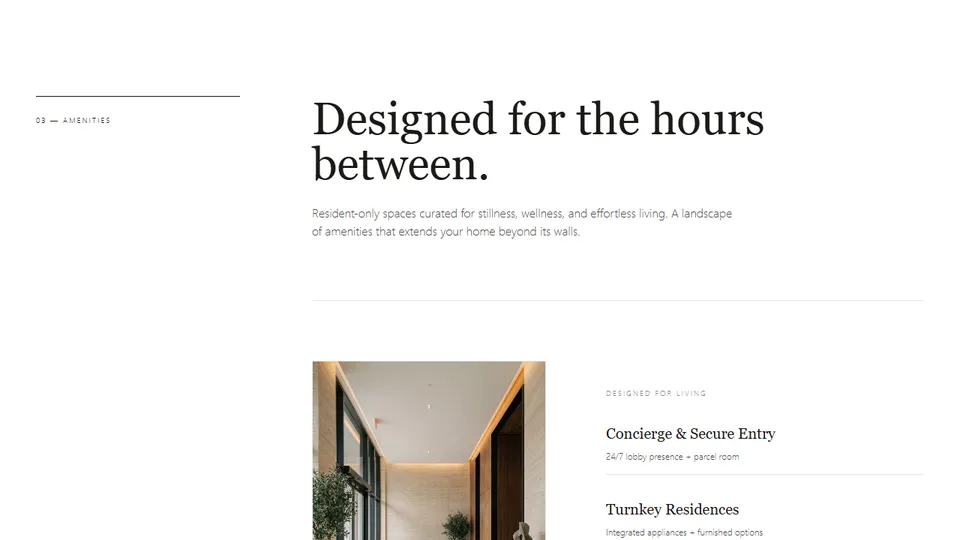 03 — AMENITIES
Designed for the hours
between.
Resident-only spaces curated for stillness, wellness, and effortless living. A landscape
of amenities that extends your home beyond its walls.
DESIGNED FOR LIVING
Concierge & Secure Entry
24/7 lobby presence + parcel room
Turnkey Residences
Integrated appliances + furnished options